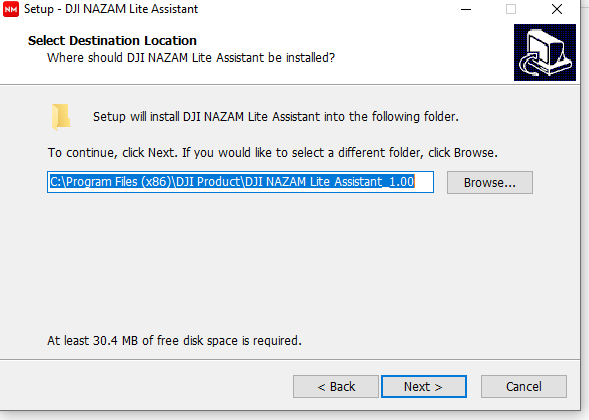 NM Setup - DJI NAZAM Lite Assistant
Select Destination Location
Where should DJI NAZAM Lite Assistant be installed?
Setup will install DJI NAZAM Lite Assistant into the following folder.
To continue, click Next. If you would like to select a different folder, click Browse.
C:\Program Files (x86)\DJI Product\DJI NAZAM Lite Assistant_1.00
Browse...
At least 30.4 MB of free disk space is required.
< Back
Next >
Cancel